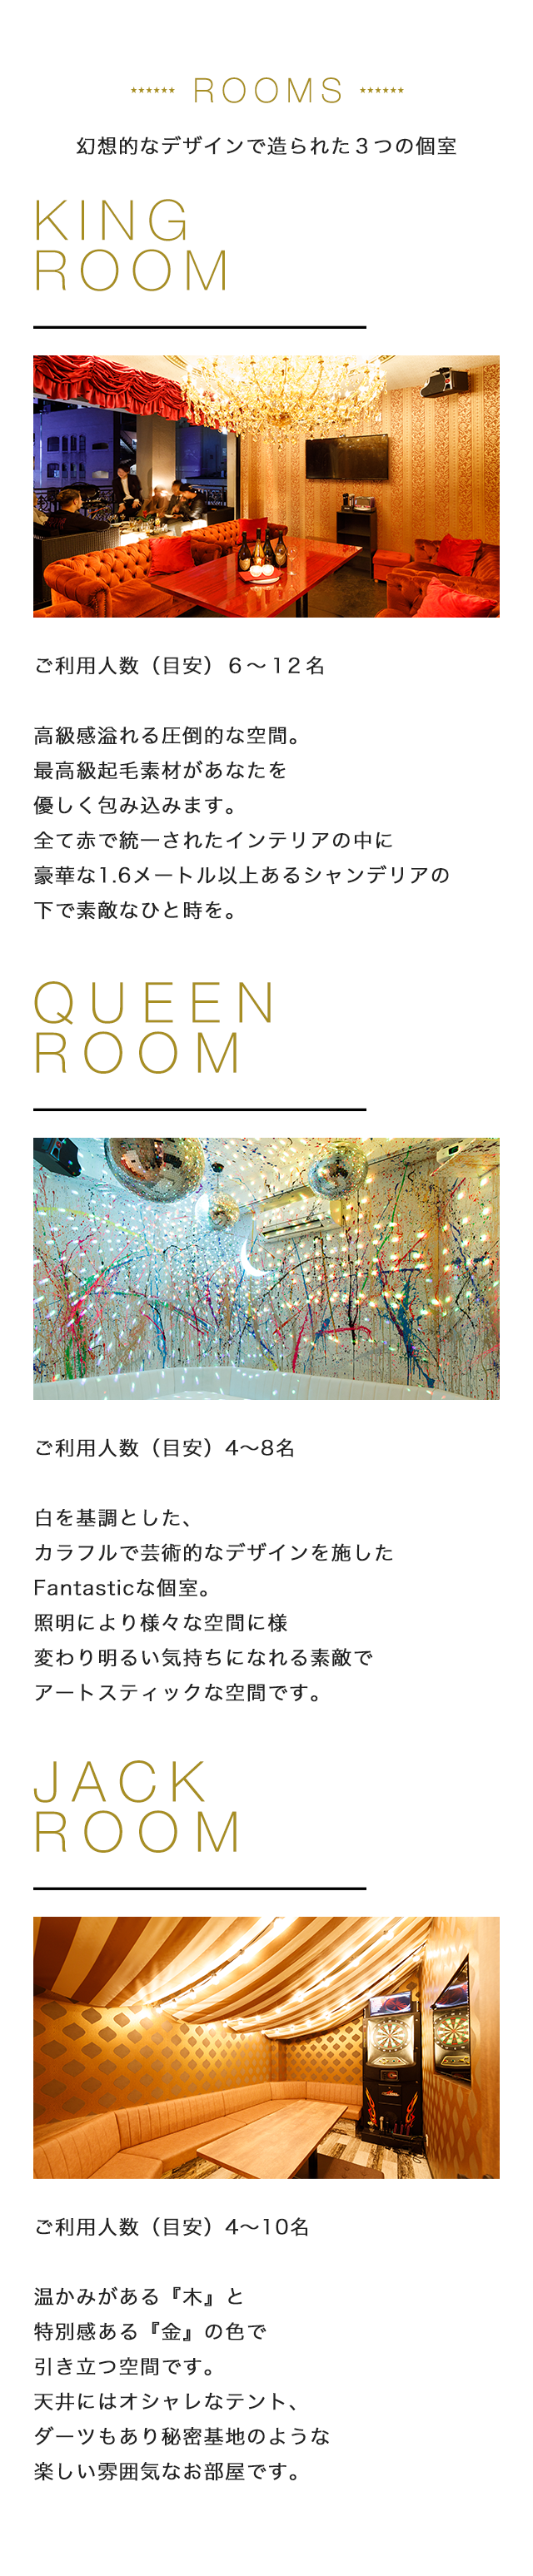 ****** ROOMS ******
幻想的なデザインで造られた３つの個室
KING
ROOM
ご利用人数（目安）６〜１２名
高級感溢れる圧倒的な空間。
最高級起毛素材があなたを
優しく包み込みます。
全て赤で統一されたインテリアの中に
豪華な1.6メートル以上あるシャンデリアの
下で素敵なひと時を。
QUEEN
ROOM
ご利用人数（目安）4〜8名
白を基調とした、
カラフルで芸術的なデザインを施した
Fantasticな個室。
照明により様々な空間に様
変わり明るい気持ちになれる素敵で
アートスティックな空間です。
JACK
ROOM
ご利用人数（目安）4〜10名
温かみがある『木』と
特別感ある『金』の色で
引き立つ空間です。
天井にはオシャレなテント、
ダーツもあり秘密基地のような
楽しい雰囲気なお部屋です。